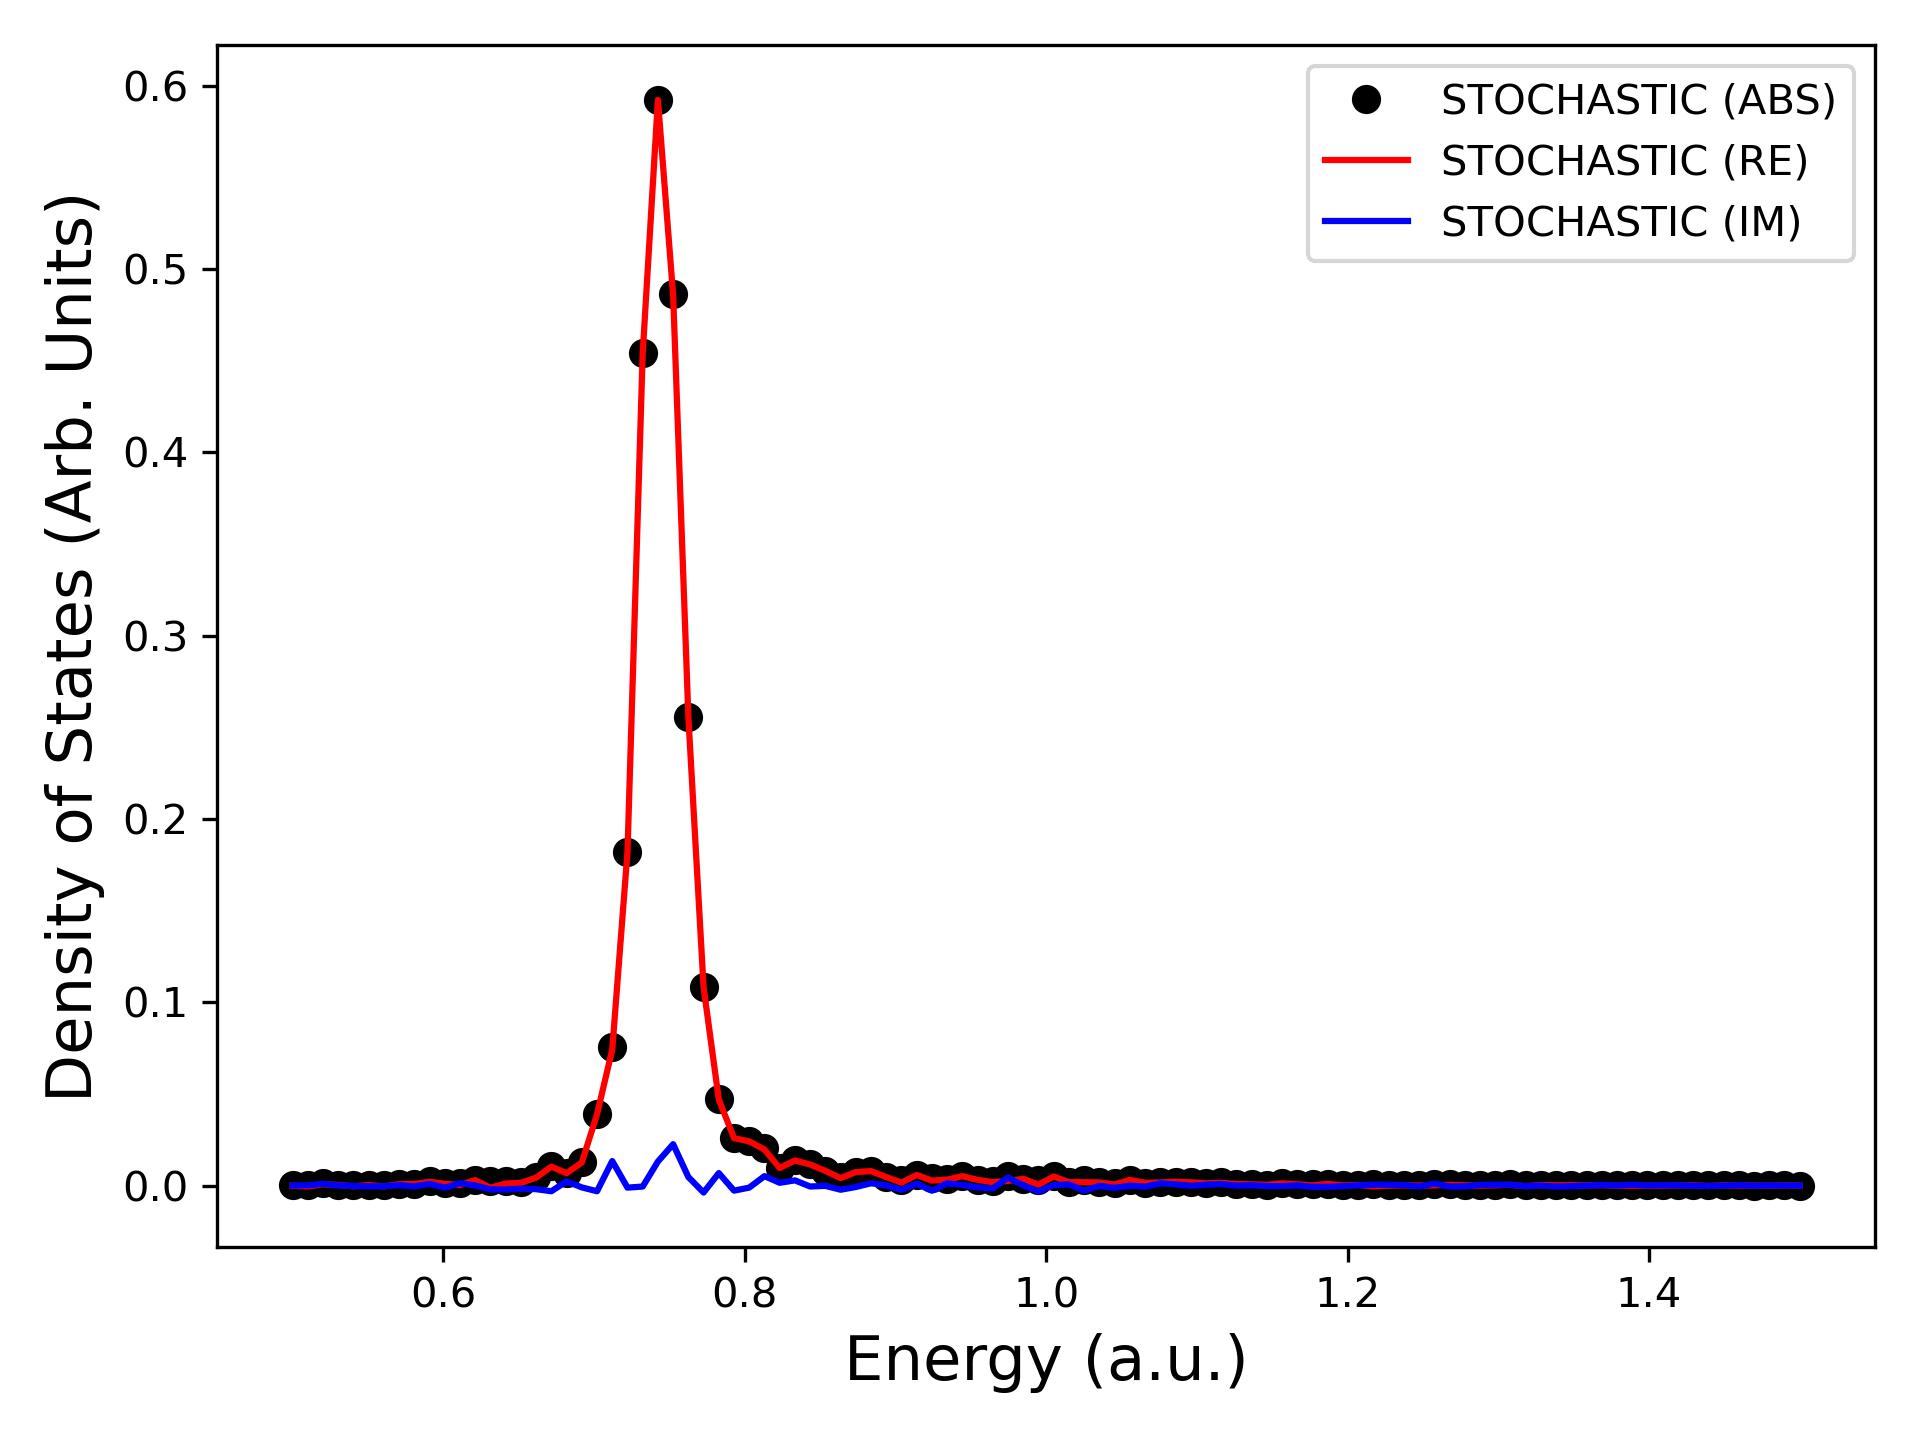 0.6
0.5
0.4
0.3
0.2
0.1
0.0
Density of States (Arb. Units)
STOCHASTIC (ABS)
STOCHASTIC (RE)
STOCHASTIC (IM)
0.6 0.8 1.0 1.2 1.4
Energy (a.u.)